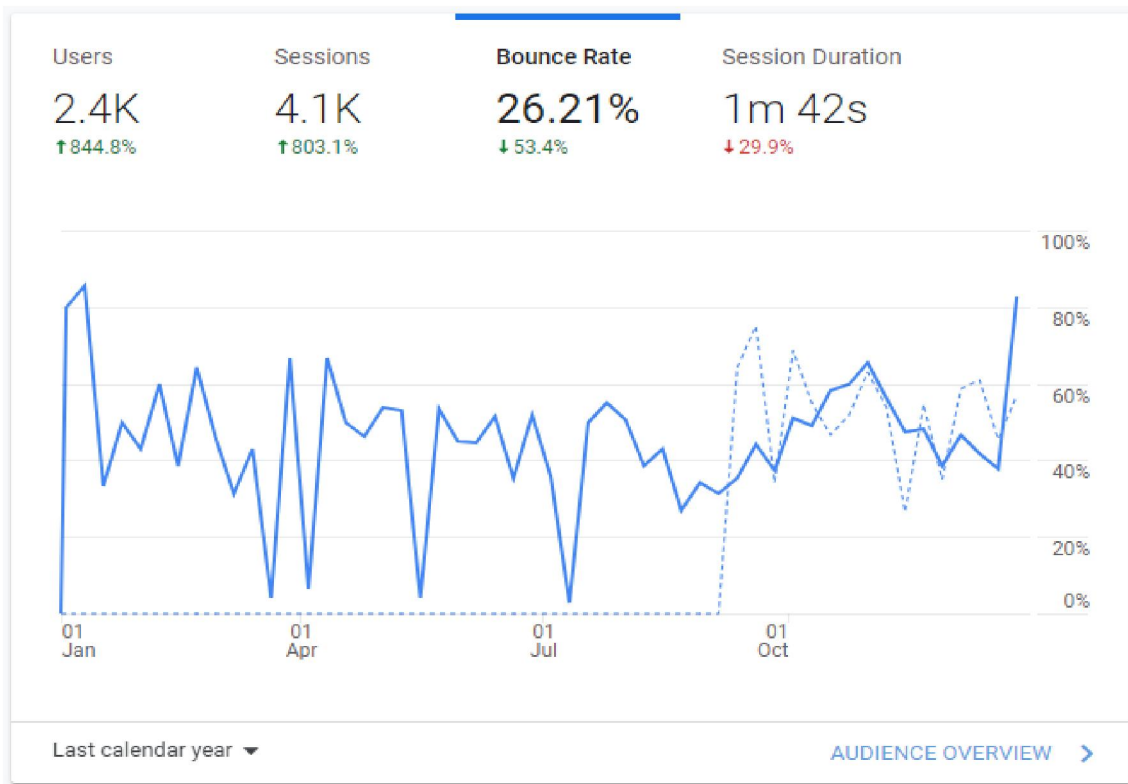 Users Sessions Bounce Rate Session Duration
2.4K 4.1K 26.21% 1m 42s
↑844.8% ↑803.1% ↓53.4% ↓29.9%
100%
80%
60%
40%
20%
0%
01 01 01 01
Jan Apr Jul Oct
Last calendar year AUDIENCE OVERVIEW